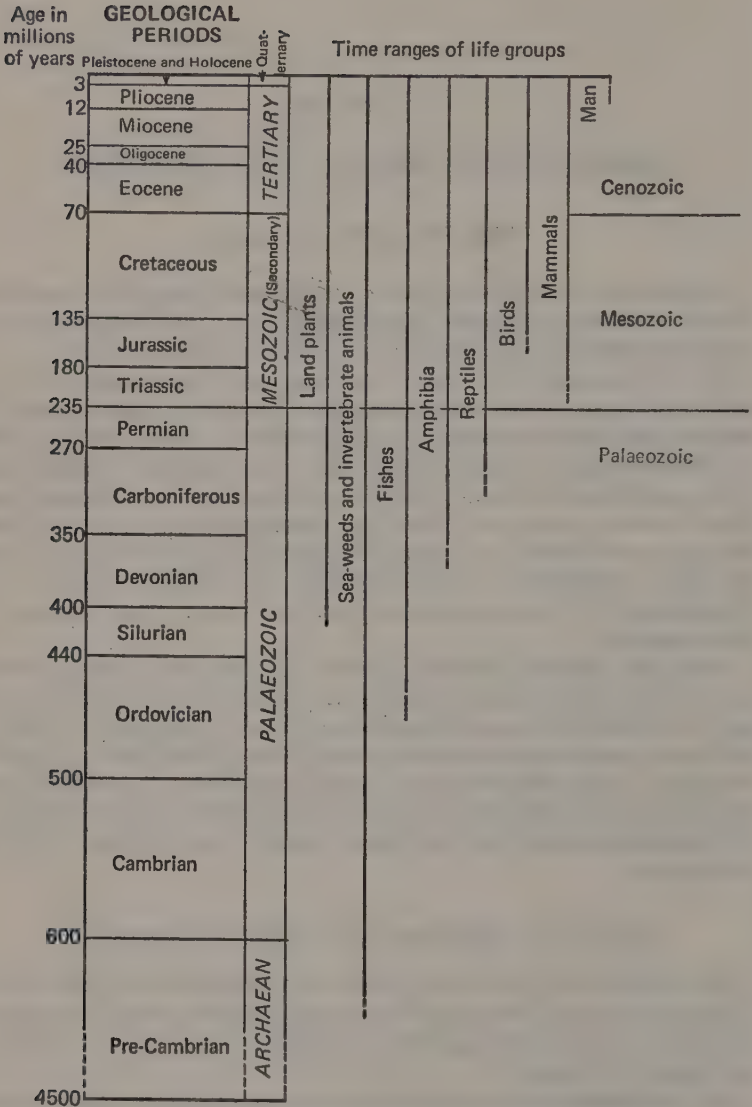 Age in millions of years
GEOLOGICAL PERIODS
Quat-
ernary
Time ranges of life groups
Pleistocene and Holocene
3
Pliocene
12
Miocene
25
Oligocene
40
Eocene
70
Cretaceous
135
Jurassic
180
Triassic
235
Permian
270
Carboniferous
350
Devonian
400
Silurian
440
Ordovician
500
Cambrian
600
Pre-Cambrian
4500
TERTIARY
MESOZOIC (Secondary)
PALAEOZOIC
ARCHAEAN
Land plants
Sea-weeds and invertebrate animals
Fishes
Amphibia
Reptiles
Birds
Mammals
Man
Cenozoic
Mesozoic
Palaeozoic